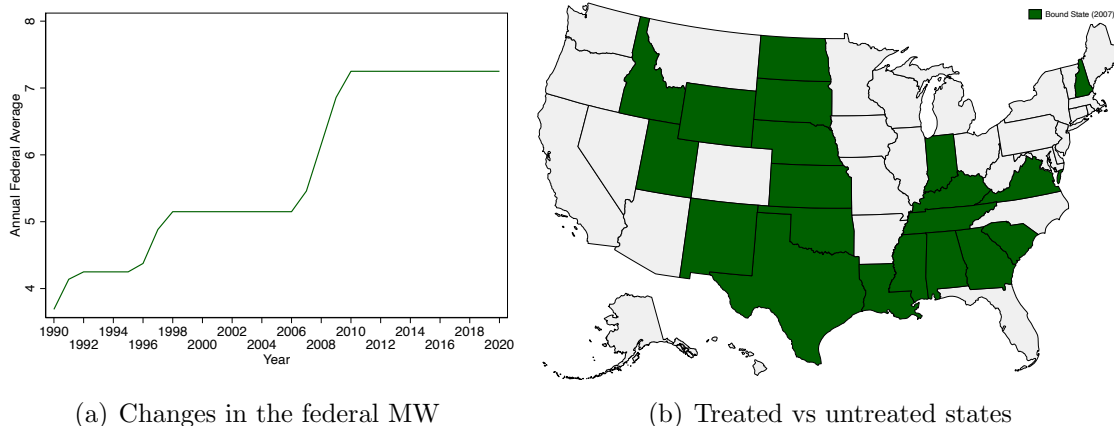 8
7
6
5
4
Annual Federal Average
1990 1994 1998 2002 2006 2010 2014 2018
1992 1996 2000 2004 2008 2012 2016 2020
Year
Bound State (2007)
(a) Changes in the federal MW
(b) Treated vs untreated states